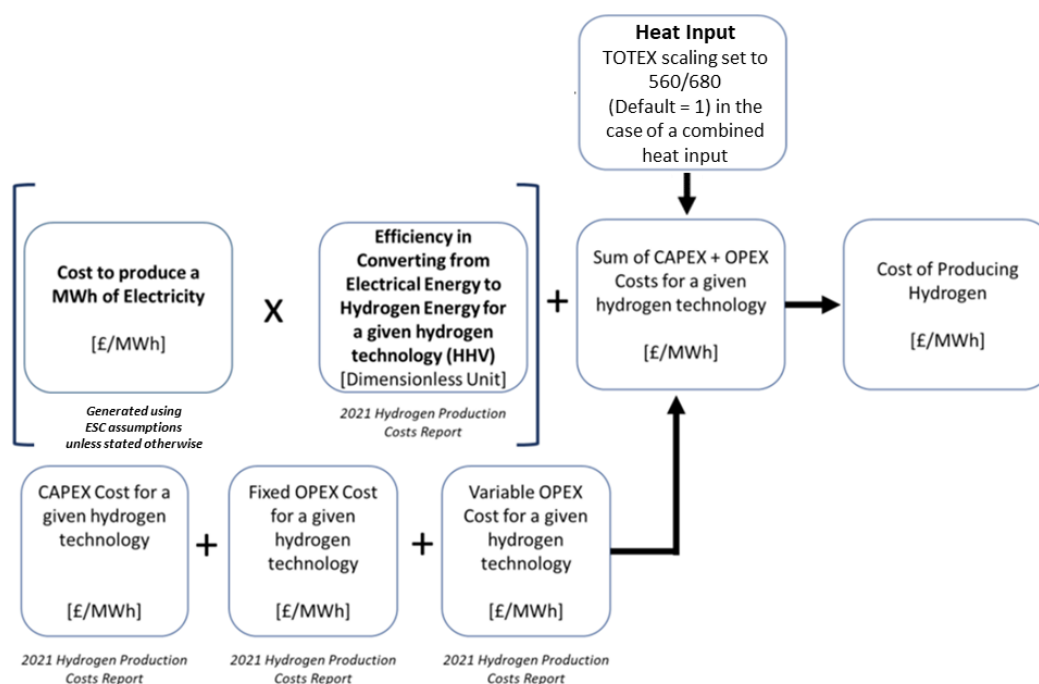 Heat Input
TOTEX scaling set to
560/680
(Default = 1) in the
case of a combined
heat input
Cost to produce a
MWh of Electricity
[£/MWh]
Generated using
ESC assumptions
unless stated otherwise
X
Efficiency in
Converting from
Electrical Energy to
Hydrogen Energy for
a given hydrogen
technology (HHV)
[Dimensionless Unit]
2021 Hydrogen Production
Costs Report
+
Sum of CAPEX + OPEX
Costs for a given
hydrogen technology
[£/MWh]
Cost of Producing
Hydrogen
[£/MWh]
CAPEX Cost for a
given hydrogen
technology
[£/MWh]
2021 Hydrogen Production
Costs Report
+
Fixed OPEX Cost
for a given
hydrogen
technology
[£/MWh]
2021 Hydrogen Production
Costs Report
+
Variable OPEX
Cost for a given
hydrogen
technology
[£/MWh]
2021 Hydrogen Production
Costs Report